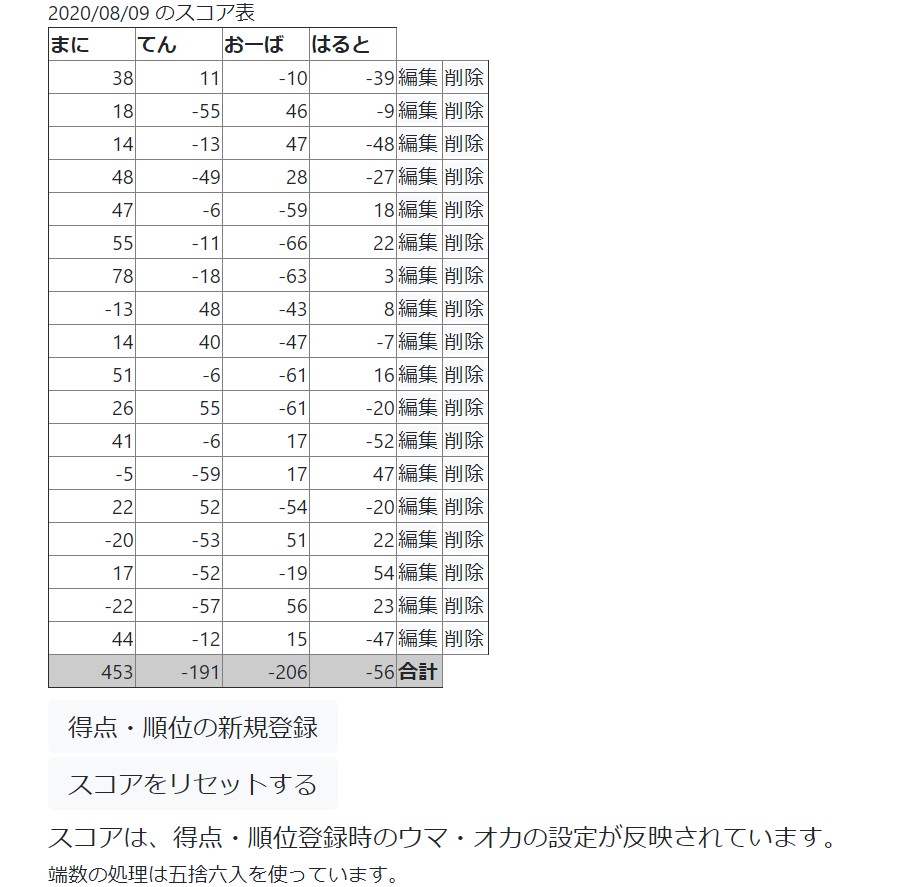 2020/08/09 のスコア表
まに てん おーば はると
38 11 -10 -39 編集 削除
18 -55 46 -9 編集 削除
14 -13 47 -48 編集 削除
48 -49 28 -27 編集 削除
47 -6 -59 18 編集 削除
55 -11 -66 22 編集 削除
78 -18 -63 3 編集 削除
-13 48 -43 8 編集 削除
14 40 -47 -7 編集 削除
51 -6 -61 16 編集 削除
26 55 -61 -20 編集 削除
41 -6 17 -52 編集 削除
-5 -59 17 47 編集 削除
22 52 -54 -20 編集 削除
-20 -53 51 22 編集 削除
17 -52 -19 54 編集 削除
-22 -57 56 23 編集 削除
44 -12 15 -47 編集 削除
453 -191 -206 -56 合計
得点・順位の新規登録
スコアをリセットする
スコアは、得点・順位登録時のウマ・オカの設定が反映されています。
端数の処理は五捨六入を使っています。